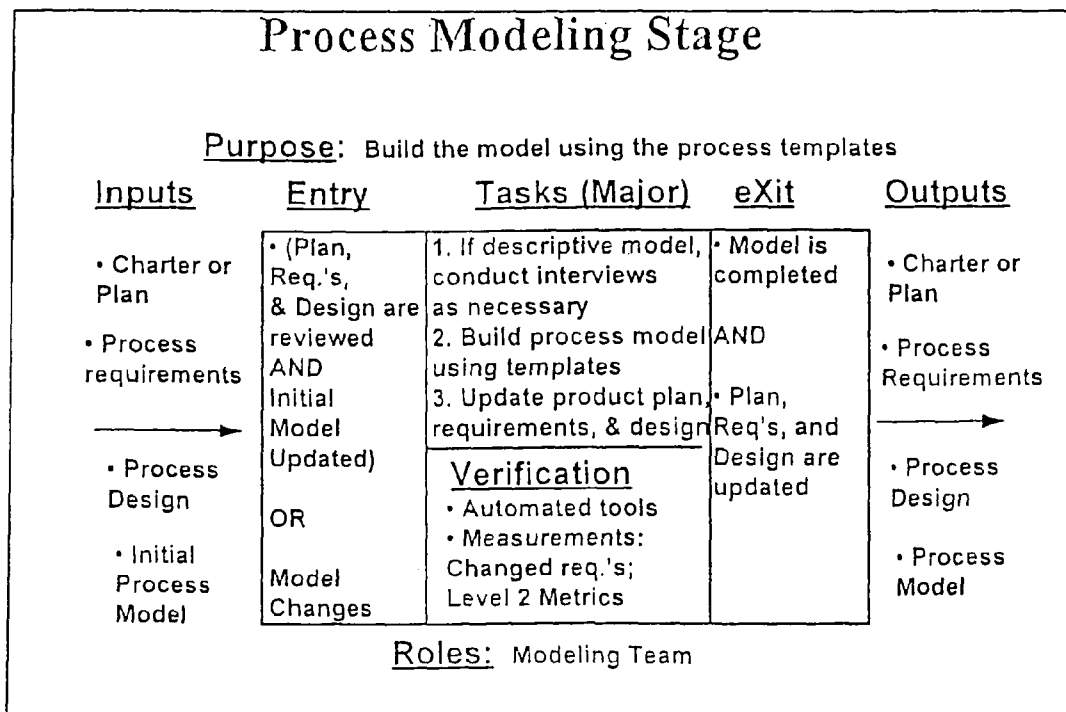 Process Modeling Stage
Purpose: Build the model using the process templates
Inputs
• Charter or
Plan
• Process
requirements
• Process
Design
• Initial
Process
Model
Entry
• (Plan,
Req.'s,
& Design are
reviewed
AND
Initial
Model
Updated)
OR
Model
Changes
Tasks (Major)
1. If descriptive model,
conduct interviews
as necessary
2. Build process model
using templates
3. Update product plan,
requirements, & design
Verification
• Automated tools
• Measurements:
Changed req.'s;
Level 2 Metrics
eXit
• Model is
completed
AND
• Plan,
Req's, and
Design are
updated
Outputs
• Charter or
Plan
• Process
Requirements
• Process
Design
• Process
Model
Roles: Modeling Team